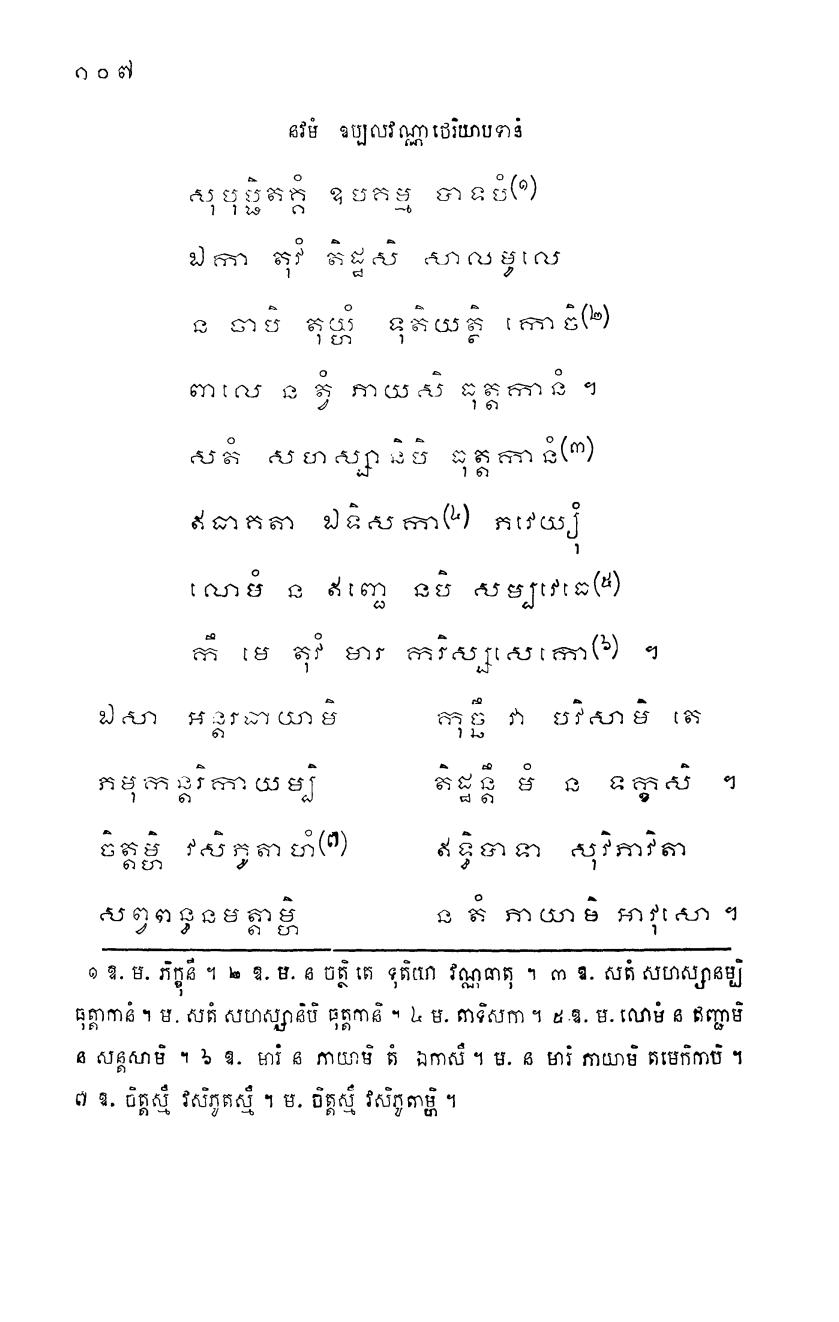 ១០៧
នវមំ ឧប្បលវណ្ណាថេរិយាបទានំ
សុបុប្ផិតគ្គំ ឧបគម្ម បាទបំ(១)
ឯកា តុវំ តិដ្ឋសិ សាលមូលេ
ន ចាបិ តុយ្ហំ ទុតិយត្ថិ កោចិ(២)
ពាលេ ន ត្វំ ភាយសិ ធុត្តកានំ ។
សតំ សហស្សានិបិ ធុត្តកានំ(៣)
ឥធាគតា ឯទិសកា(៤) ភវេយ្យុំ
លោមំ ន ឥញ្ជេ នបិ សម្បវេធេ(៥)
កឹ មេ តុវំ មារ ករិស្សសេកោ(៦) ។
ឯសា អន្តរធាយាមិ កុច្ឆឹ វា បវិសាមិ តេ
ភមុកន្តរិកាយម្បិ តិដ្ឋន្តឹ មំ ន ទក្ខសិ ។
ចិត្តម្ហិ វសិភូតាហំ(៧) ឥទ្ធិបាទា សុវិភាវិតា
សព្វពន្ធនមត្តាម្ហិ ន តំ ភាយាមិ អាវុសោ ។
១ ឱ. ម. ភិក្ខុនី ។ ២ ឱ. ម. ន ចត្ថិ តេ ទុតិយា វណ្ណធាតុ ។ ៣ ឱ. សតំ សហស្សានម្បិ
ធុត្តាកានំ ។ ម. សតំ សហស្សានិបិ ធុត្តកានិ ។ ៤ ម. តាទិសកា ។ ៥ ឱ. ម. លោមំ ន ឥញ្ជាមិ
ន សន្តសាមិ ។ ៦ ឱ. មារំ ន ភាយាមិ តំ ឯកាសឹ ។ ម. ន មារំ ភាយាមិ តមេកិកាបិ ។
៧ ឱ. ចិត្តស្មឹ វសិភូតស្មឹ ។ ម. ចិត្តស្មឹ វសិភូតាម្ហិ ។